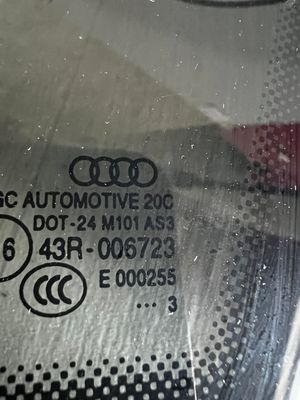 GC AUTOMOTIVE 20C
DOT-24 M101 AS3
6 43R-006723
CCC E 000255
... 3